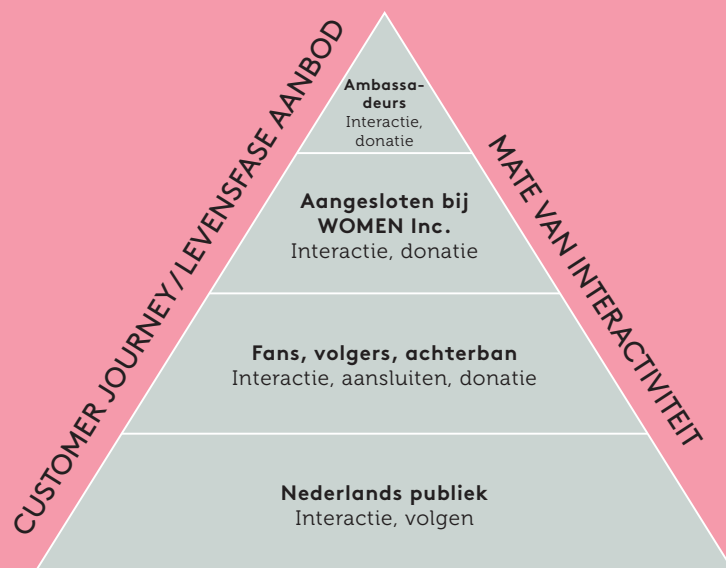 CUSTOMER JOURNEY/LEVENSFASE AANBOD
MATE VAN INTERACTIVITEIT
Ambassa-
deurs
Interactie,
donatie
Aangesloten bij
WOMEN Inc.
Interactie, donatie
Fans, volgers, achterban
Interactie, aansluiten, donatie
Nederlands publiek
Interactie, volgen